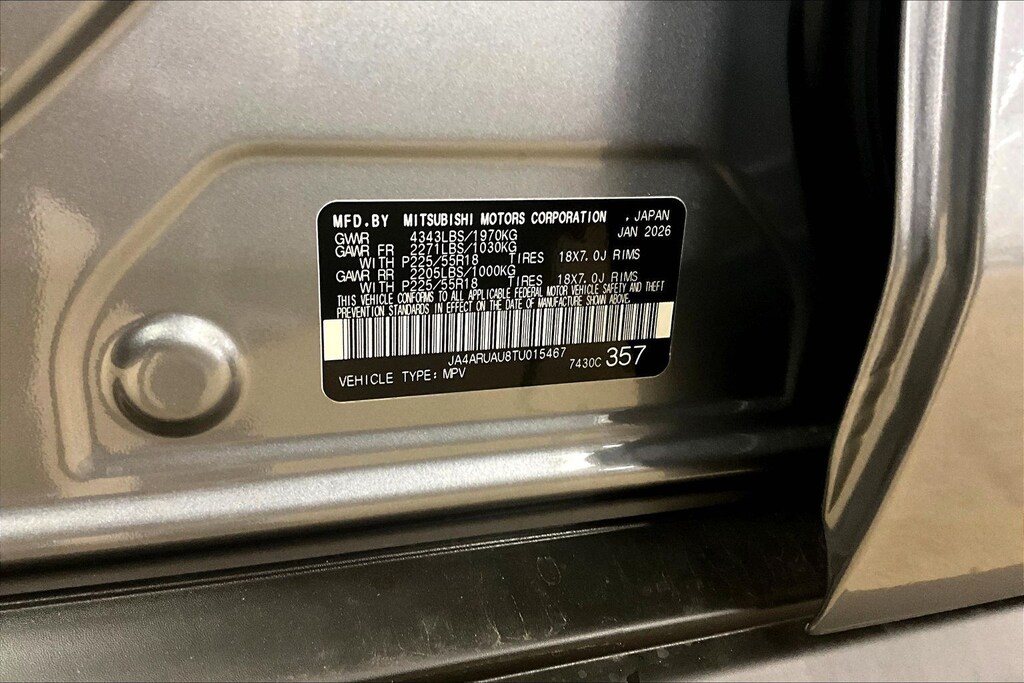 MFD.BY MITSUBISHI MOTORS CORPORATION , JAPAN
GVWR 4343LBS/1970KG JAN 2026
GAWR FR 2271LBS/1030KG
WITH P225/55R18 TIRES 18X7.0J RIMS
GAWR RR 2205LBS/1000KG
WITH P225/55R18 TIRES 18X7.0J RIMS
THIS VEHICLE CONFORMS TO ALL APPLICABLE FEDERAL MOTOR VEHICLE SAFETY AND THEFT
PREVENTION STANDARDS IN EFFECT ON THE DATE OF MANUFACTURE SHOWN ABOVE.
JA4ARUAU8TU015467
VEHICLE TYPE: MPV 7430C 357